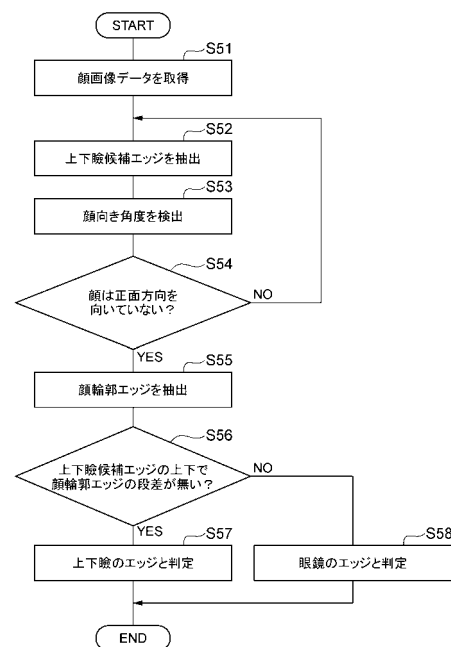 START
S51
顔画像データを取得
S52
上下瞼候補エッジを抽出
S53
顔向き角度を検出
S54
顔は正面方向を
向いていない？
NO
YES
S55
顔輪郭エッジを抽出
S56
上下瞼候補エッジの上下で
顔輪郭エッジの段差が無い？
NO
YES
S57
上下瞼のエッジと判定
S58
眼鏡のエッジと判定
END